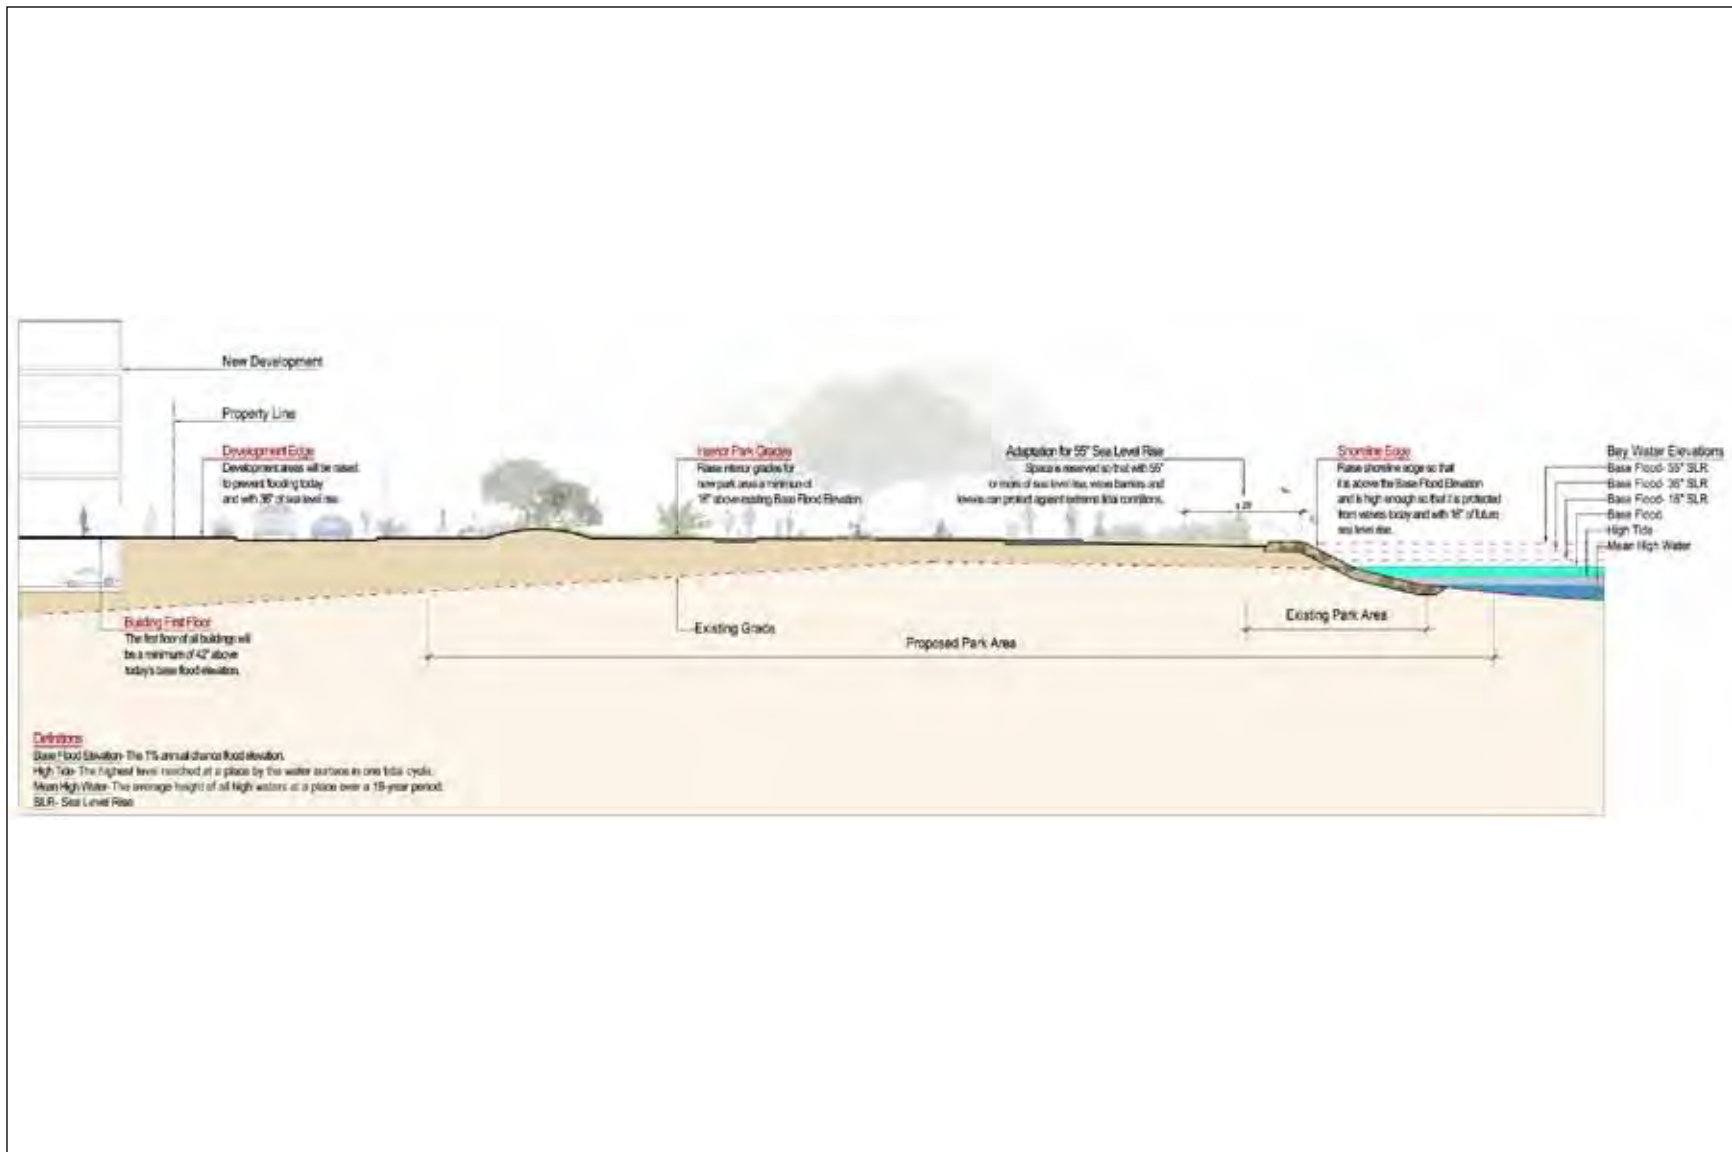 New Development
Property Line
Development Edge
Development areas will be raised
to prevent flooding today
and with 36" of sea level rise.
Interior Park Grades
Raise interior grades for
new park area a minimum of
18" above existing Base Flood Elevation.
Adaptation for 55" Sea Level Rise
Space is reserved so that with 55"
or more of sea level rise, wave barriers and
levees can protect against extreme tidal conditions.
Shoreline Edge
Raise shoreline edge so that
it is above the Base Flood Elevation
and is high enough so that it is protected
from waves today and with 16" of future
sea level rise.
Bay Water Elevations
Base Flood- 55" SLR
Base Flood- 36" SLR
Base Flood- 16" SLR
Base Flood
High Tide
Mean High Water
Building First Floor
The first floor of all buildings will
be a minimum of 42" above
today's base flood elevation.
Existing Grade
Existing Park Area
Proposed Park Area
Definitions
Base Flood Elevation- The 1% annual chance flood elevation.
High Tide- The highest level reached at a place by the water surface in one tidal cycle.
Mean High Water- The average height of all high waters at a place over a 19-year period.
SLR- Sea Level Rise